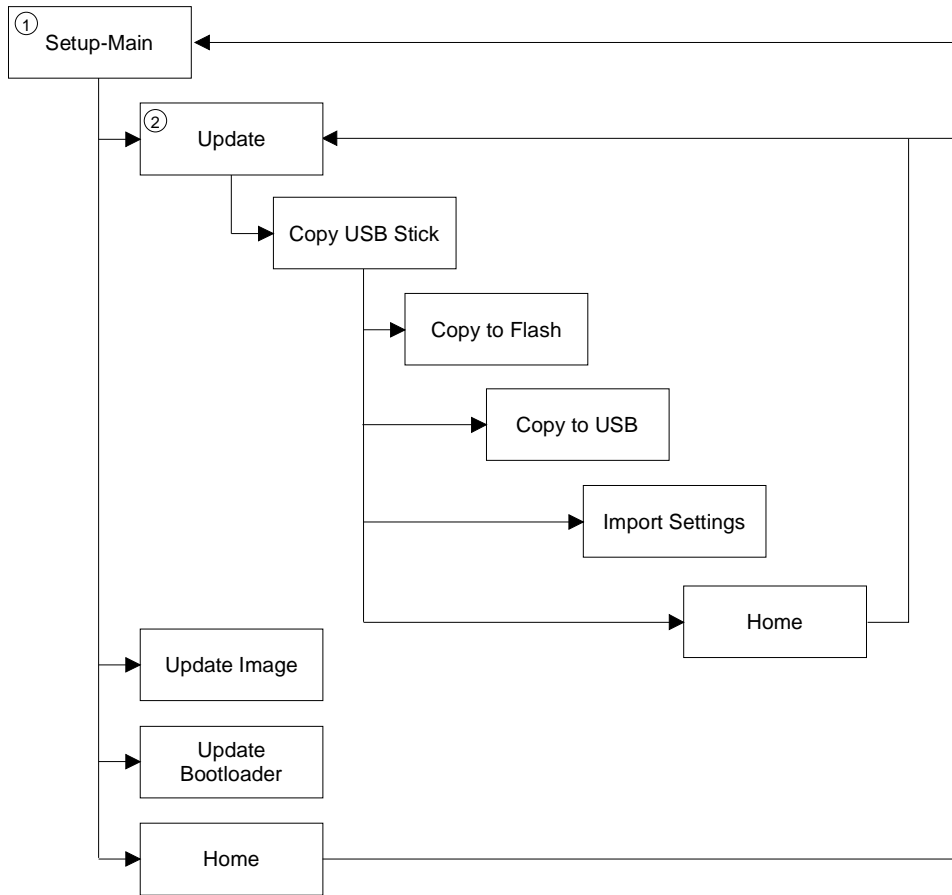 1
Setup-Main
2
Update
Copy USB Stick
Copy to Flash
Copy to USB
Import Settings
Home
Update Image
Update
Bootloader
Home